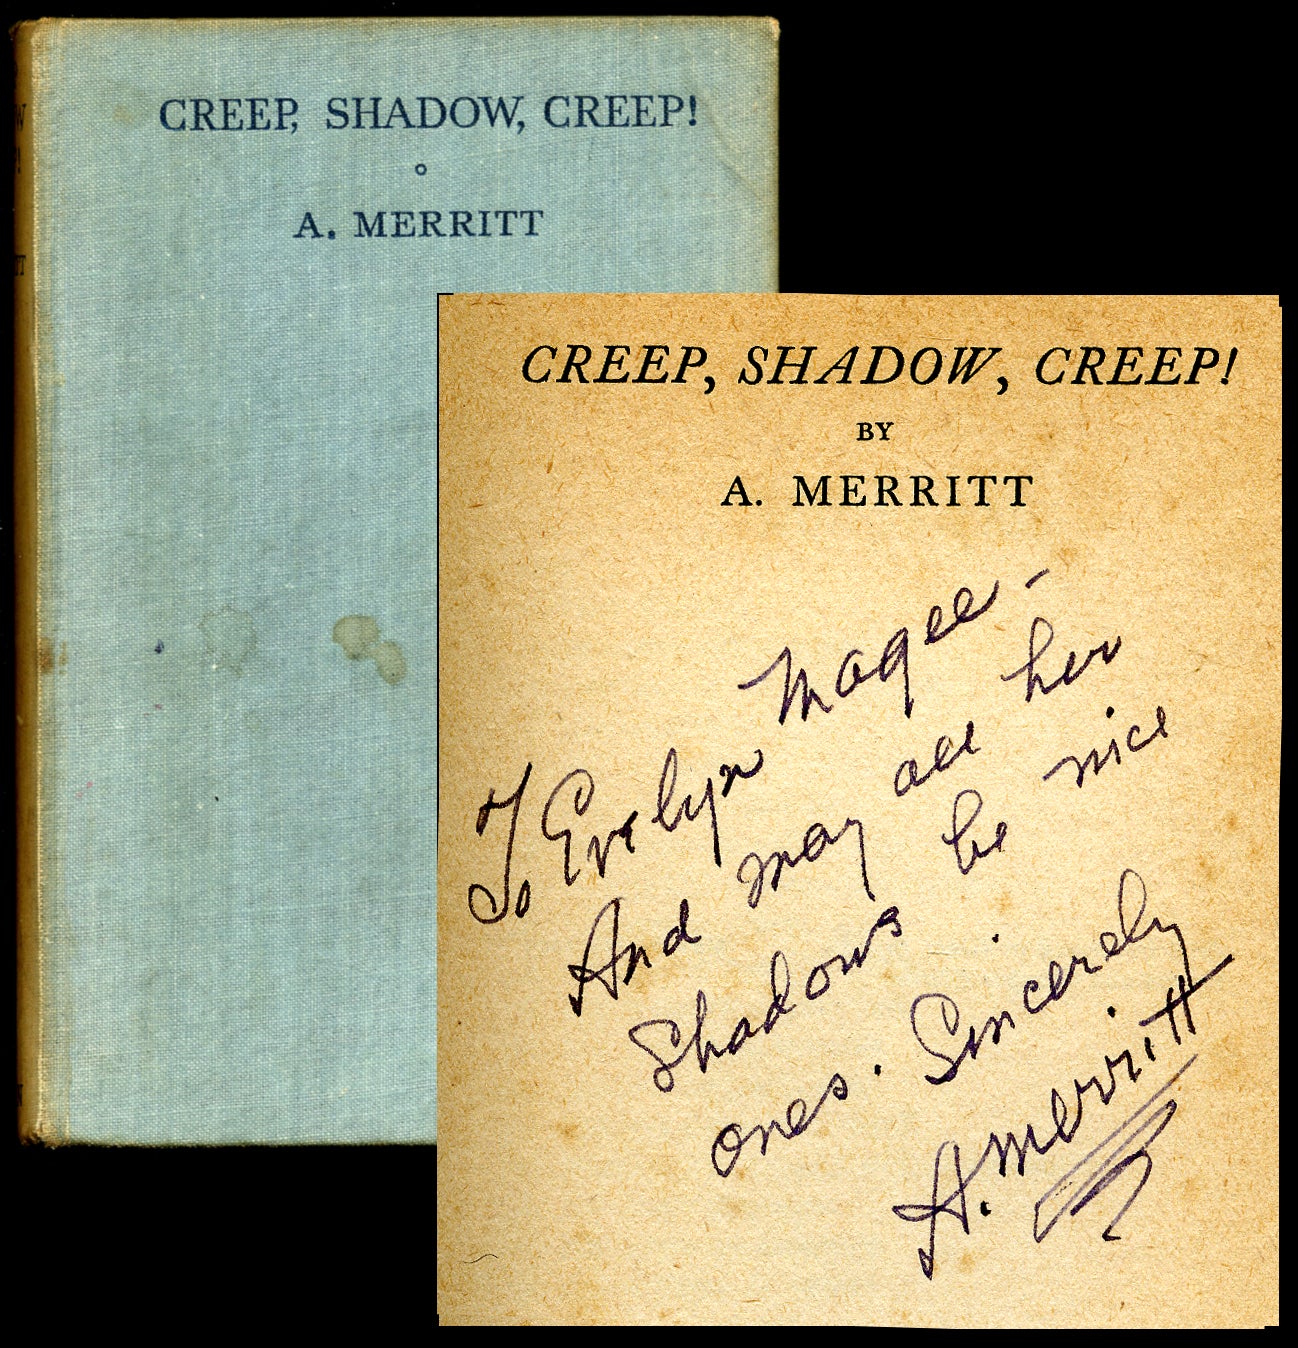 CREEP, SHADOW, CREEP!
A. MERRITT
CREEP, SHADOW, CREEP!
BY
A. MERRITT
To Evelyn Magee -
And may all her
Shadows be nice
ones. Sincerely
A. Merritt